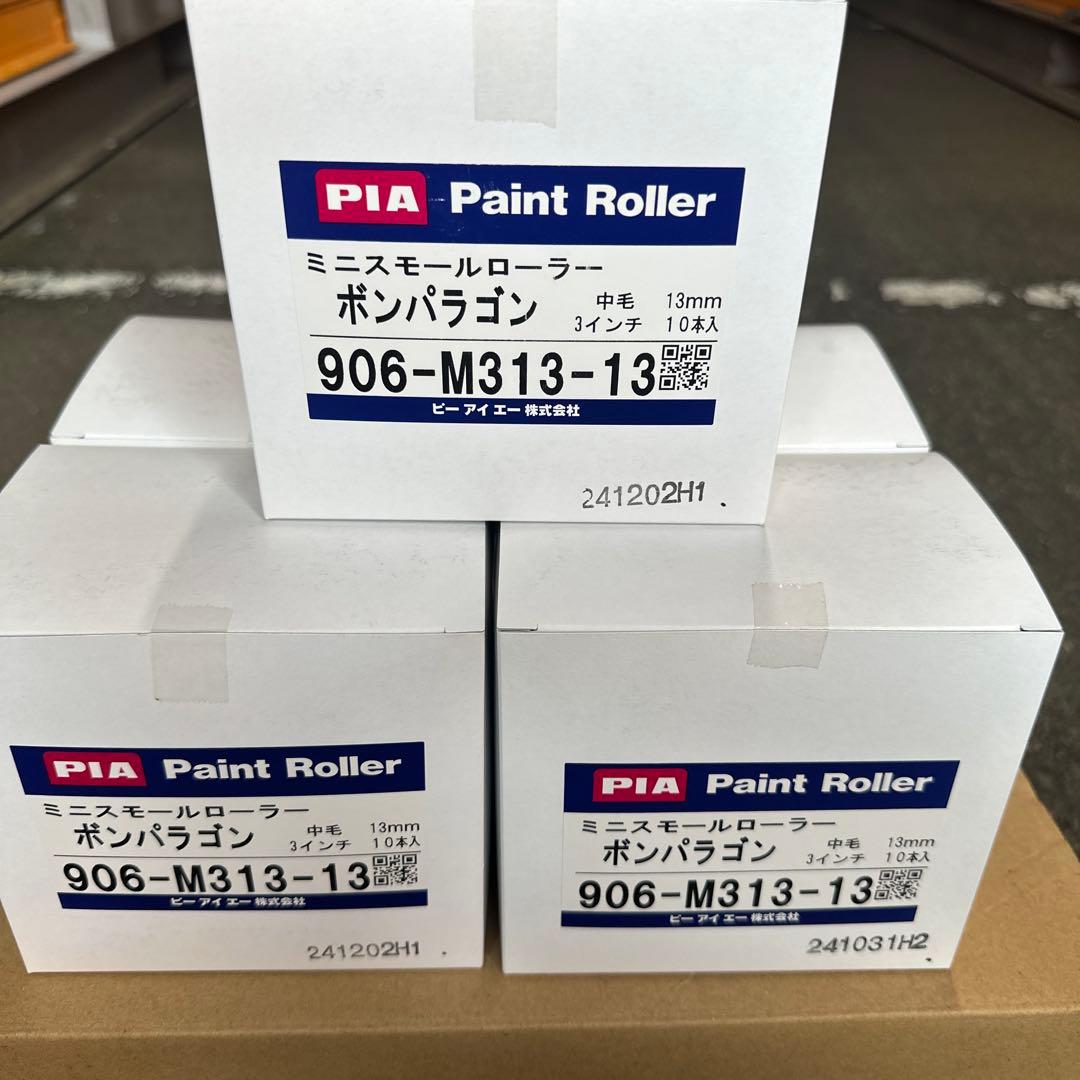 PIA Paint Roller
ミニスモールローラー
ボンパラゴン 中毛 13mm
3インチ 10本入
906-M313-13
ピー アイ エー 株式会社
241202H1 .
PIA Paint Roller
ミニスモールローラー
ボンパラゴン 中毛 13mm
3インチ 10本入
906-M313-13
ピー アイ エー 株式会社
241202H1 .
PIA Paint Roller
ミニスモールローラー
ボンパラゴン 中毛 13mm
3インチ 10本入
906-M313-13
ピー アイ エー 株式会社
241031H2 .